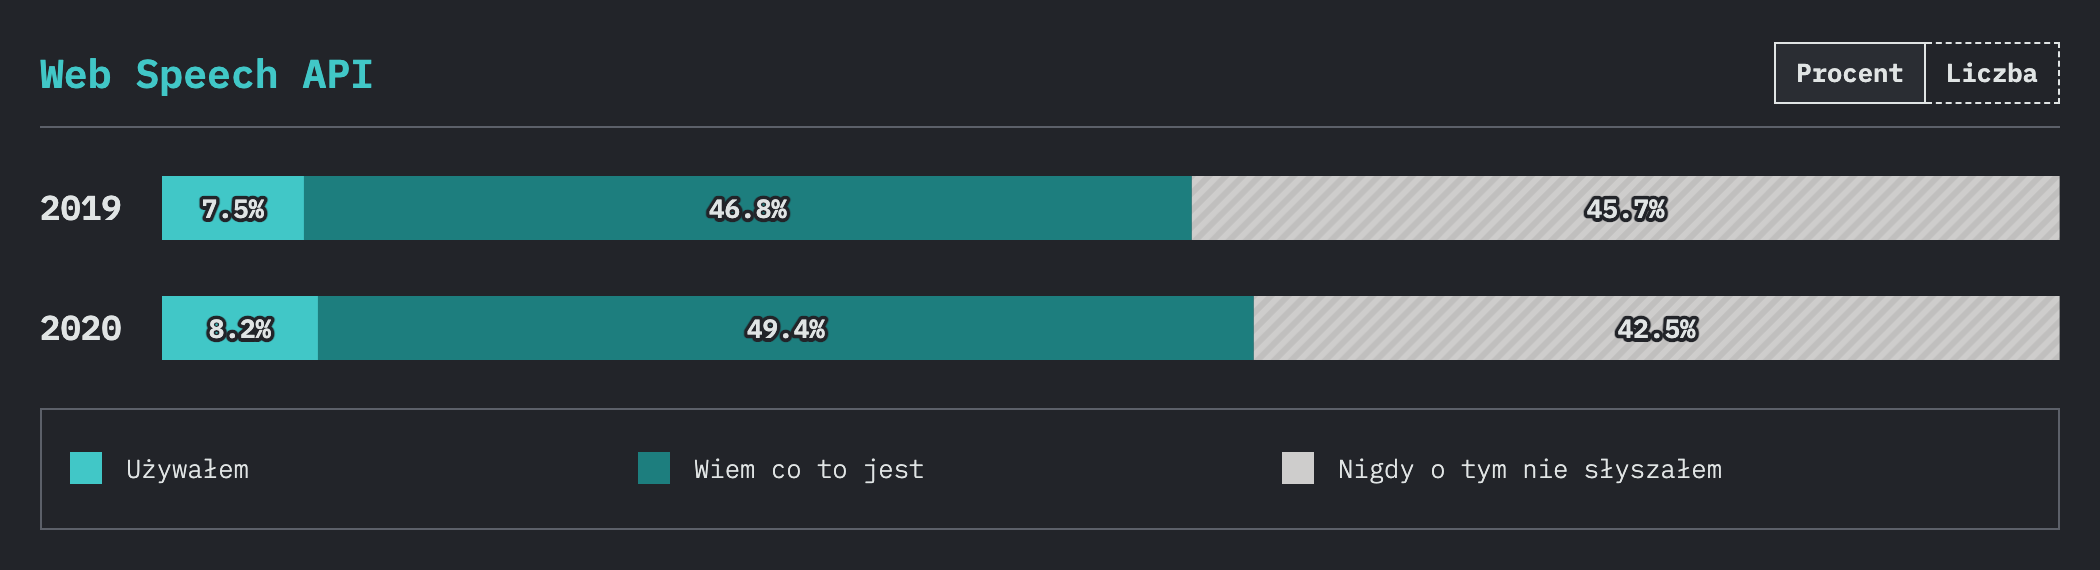 Web Speech API
Procent Liczba
2019 7.5% 46.8% 45.7%
2020 8.2% 49.4% 42.5%
Używałem Wiem co to jest Nigdy o tym nie słyszałem